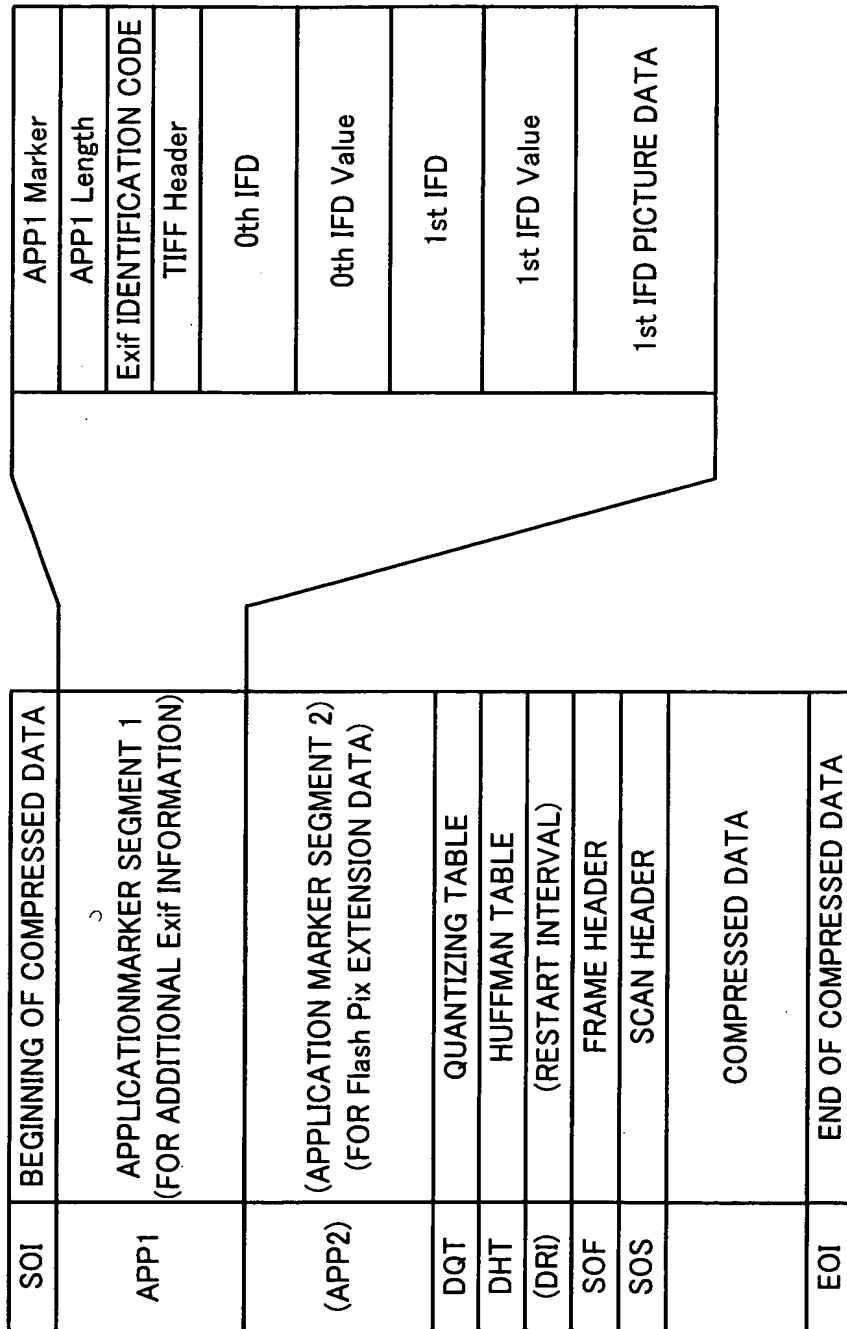 SOI BEGINNING OF COMPRESSED DATA
APP1 APPLICATIONMARKER SEGMENT 1
(FOR ADDITIONAL Exif INFORMATION)
(APP2) (APPLICATION MARKER SEGMENT 2)
(FOR Flash Pix EXTENSION DATA)
DQT QUANTIZING TABLE
DHT HUFFMAN TABLE
(DRI) (RESTART INTERVAL)
SOF FRAME HEADER
SOS SCAN HEADER
COMPRESSED DATA
EOI END OF COMPRESSED DATA
APP1 Marker
APP1 Length
Exif IDENTIFICATION CODE
TIFF Header
0th IFD
0th IFD Value
1st IFD
1st IFD Value
1st IFD PICTURE DATA